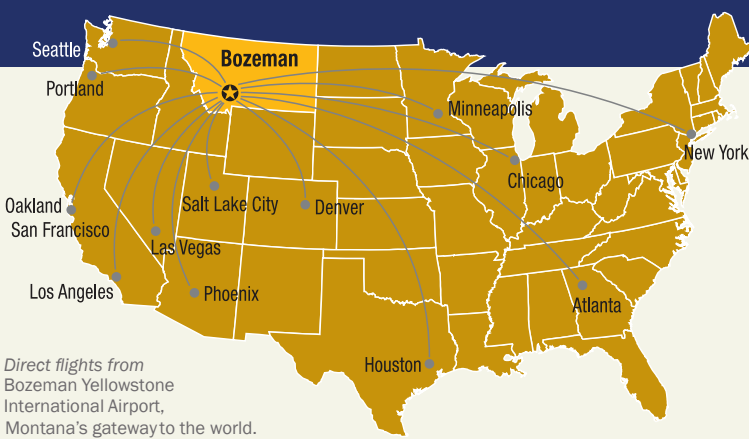 Seattle
Bozeman
Portland
Minneapolis
New York
Chicago
Oakland
San Francisco
Salt Lake City
Denver
Las Vegas
Los Angeles
Phoenix
Atlanta
Houston
Direct flights from
Bozeman Yellowstone
International Airport,
Montana's gateway to the world.